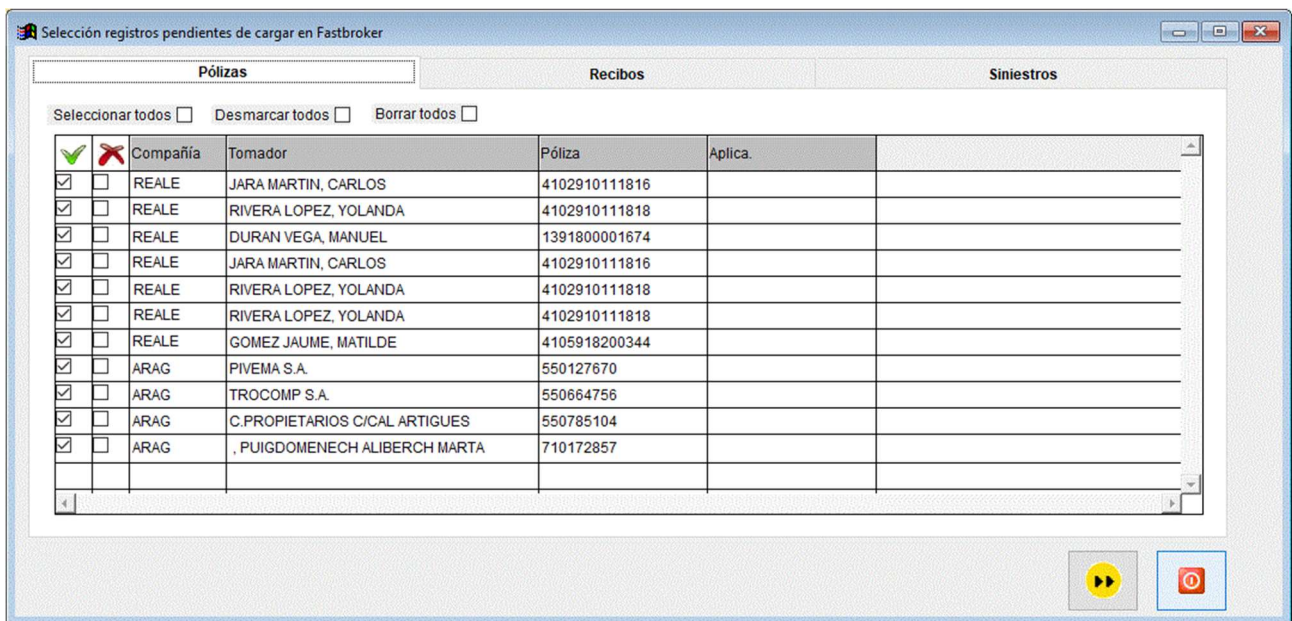 Selección registros pendientes de cargar en Fastbroker
Pólizas Recibos Siniestros
Seleccionar todos Desmarcar todos Borrar todos
Compañía Tomador Póliza Aplica.
REALE JARA MARTIN, CARLOS 4102910111816
REALE RIVERA LOPEZ, YOLANDA 4102910111818
REALE DURAN VEGA, MANUEL 1391800001674
REALE JARA MARTIN, CARLOS 4102910111816
REALE RIVERA LOPEZ, YOLANDA 4102910111818
REALE RIVERA LOPEZ, YOLANDA 4102910111818
REALE GOMEZ JAUME, MATILDE 4105918200344
ARAG PIVEMA S.A. 550127670
ARAG TROCOMP S.A. 550664756
ARAG C.PROPIETARIOS C/CAL ARTIGUES 550785104
ARAG , PUIGDOMENECH ALIBERCH MARTA 710172857